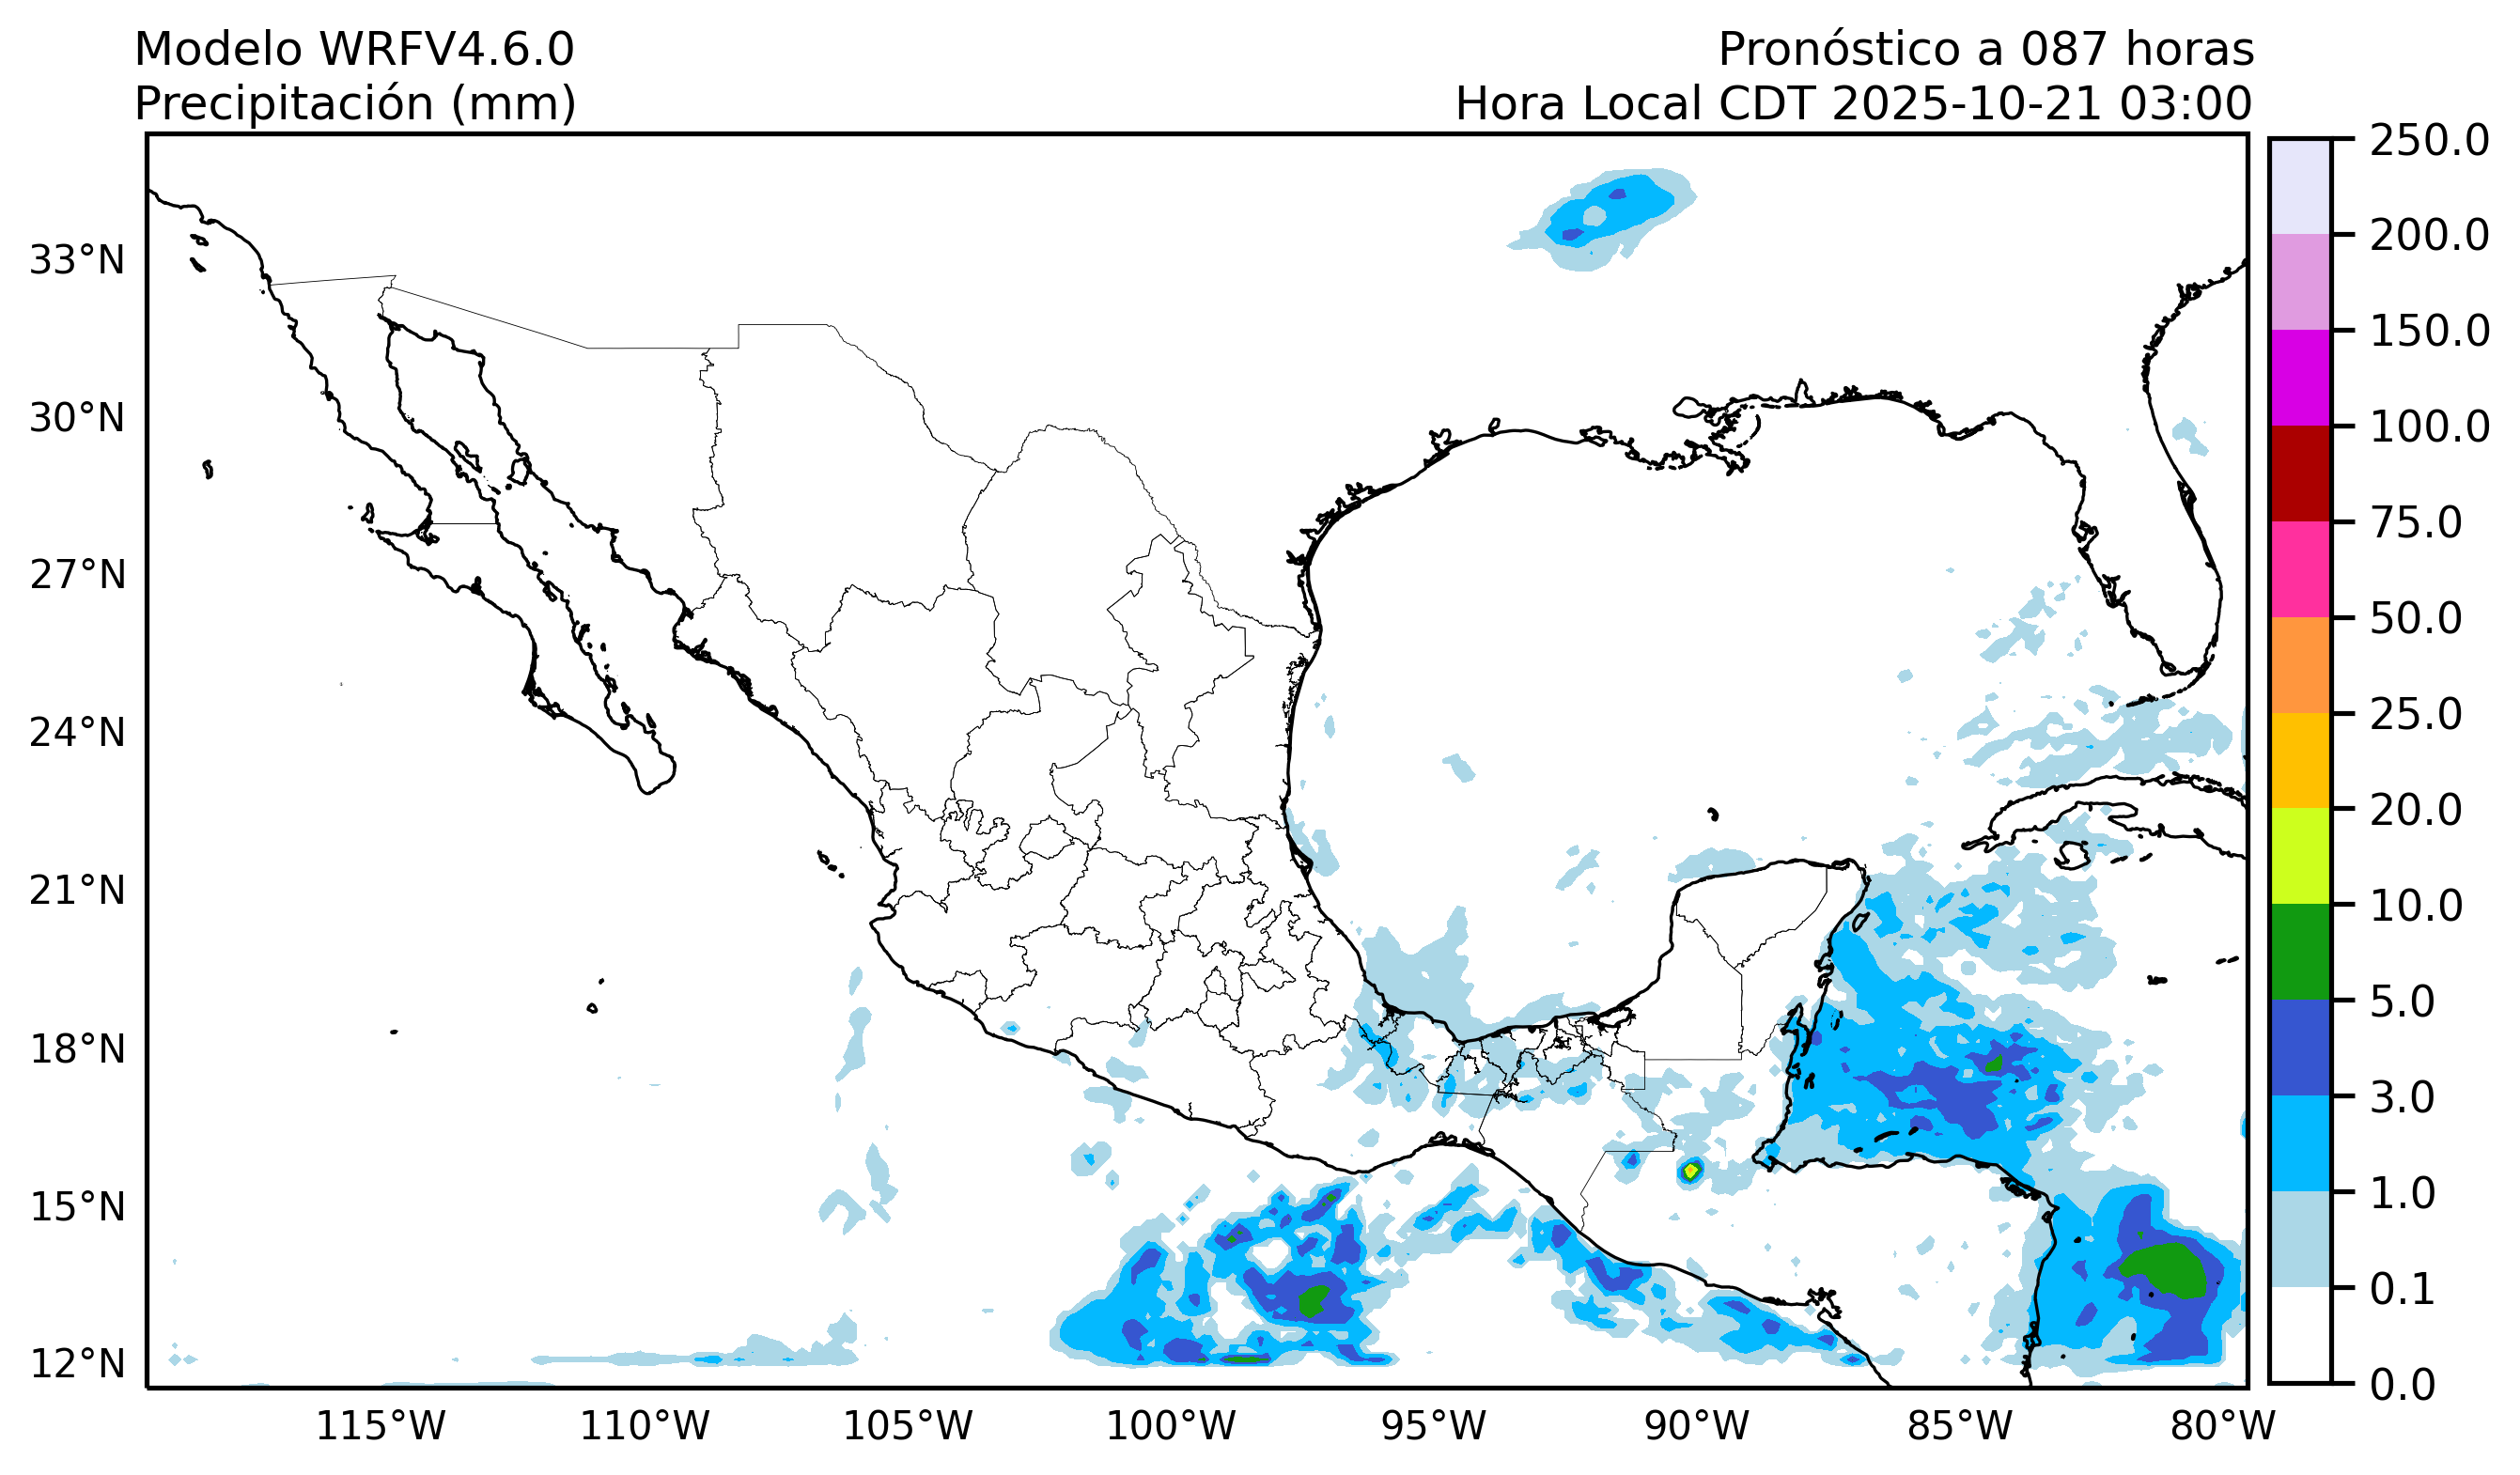 Modelo WRFV4.6.0
Precipitación (mm)
Pronóstico a 087 horas
Hora Local CDT 2025-10-21 03:00
33°N
30°N
27°N
24°N
21°N
18°N
15°N
12°N
115°W
110°W
105°W
100°W
95°W
90°W
85°W
80°W
250.0
200.0
150.0
100.0
75.0
50.0
25.0
20.0
10.0
5.0
3.0
1.0
0.1
0.0